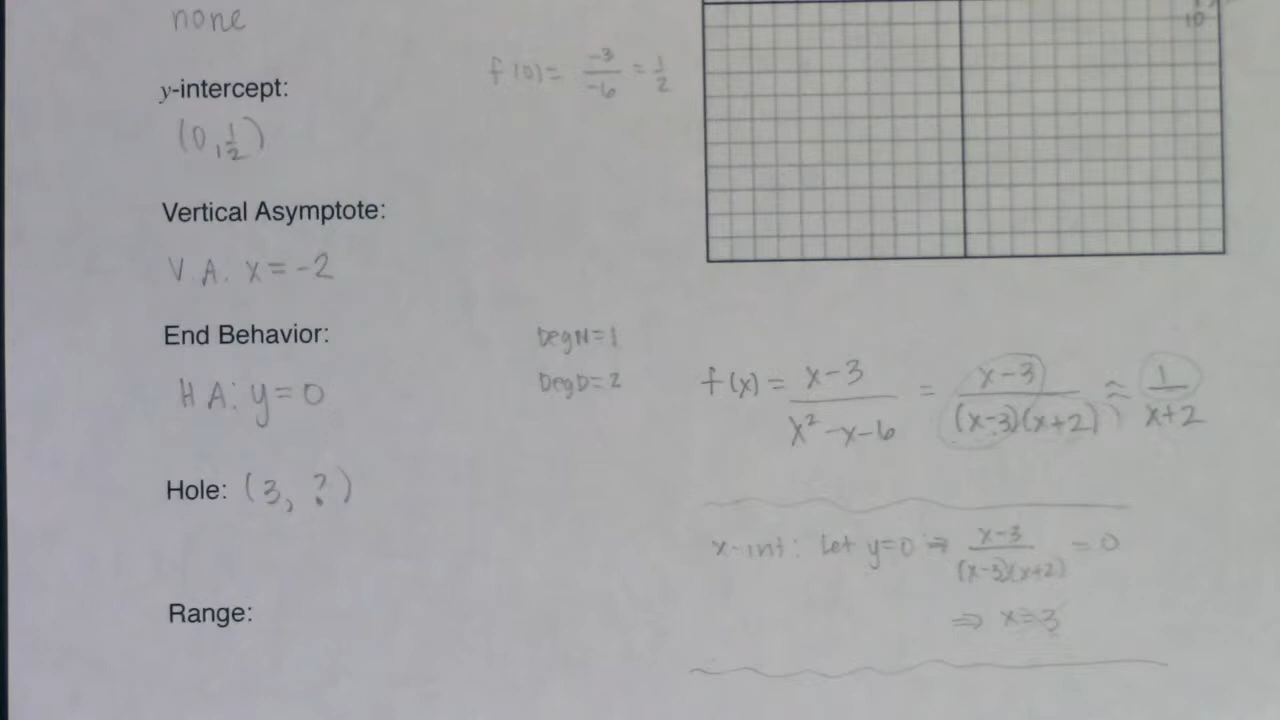 none
y-intercept:
(0, 1/2)
f(0) = -3/-6 = 1/2
10
Vertical Asymptote:
V.A. x = -2
End Behavior:
HA: y = 0
Deg N = 1
Deg D = 2
f(x) = x-3/x²-x-6 = x-3/(x-3)(x+2) ≈ 1/x+2
Hole: (3, ?)
x-int: Let y=0 ⇒ x-3/(x-3)(x+2) = 0
⇒ x=3
Range: